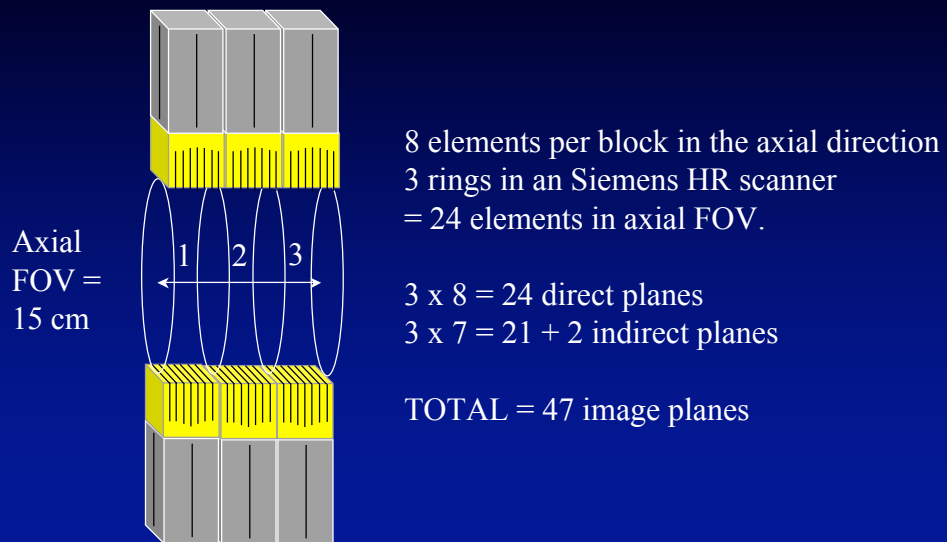 8 elements per block in the axial direction
3 rings in an Siemens HR scanner
= 24 elements in axial FOV.
Axial
FOV =
15 cm
1 2 3
3 x 8 = 24 direct planes
3 x 7 = 21 + 2 indirect planes
TOTAL = 47 image planes